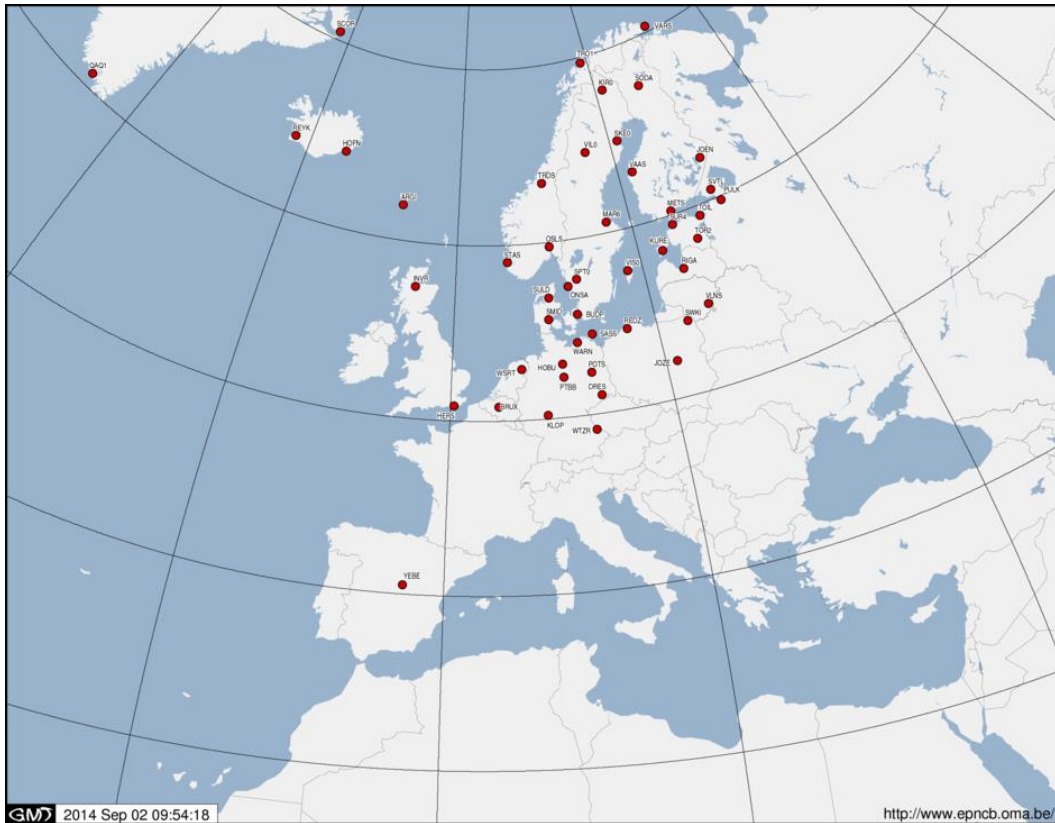 SCOR
VARS
QAQ1
TRO1
KIR0
SODA
REYK
HOFN
SKE0
VIL0
JOEN
VAAS
TRDS
SVTL
PULK
ARGI
METS
TOIL
SUR4
MAR6
TOR2
OSLS
KURE
STAS
RIGA
VIS0
SPT0
INVR
ONSA
SULD
VLNS
SMID
BUDP
SWKI
REDZ
SASS
WARN
JOZE
HOBU
POTS
WSRT
PTBB
DRES
BRUX
HERS
KLOP
WTZR
YEBE
GMT 2014 Sep 02 09:54:18
http://www.epncb.oma.be/